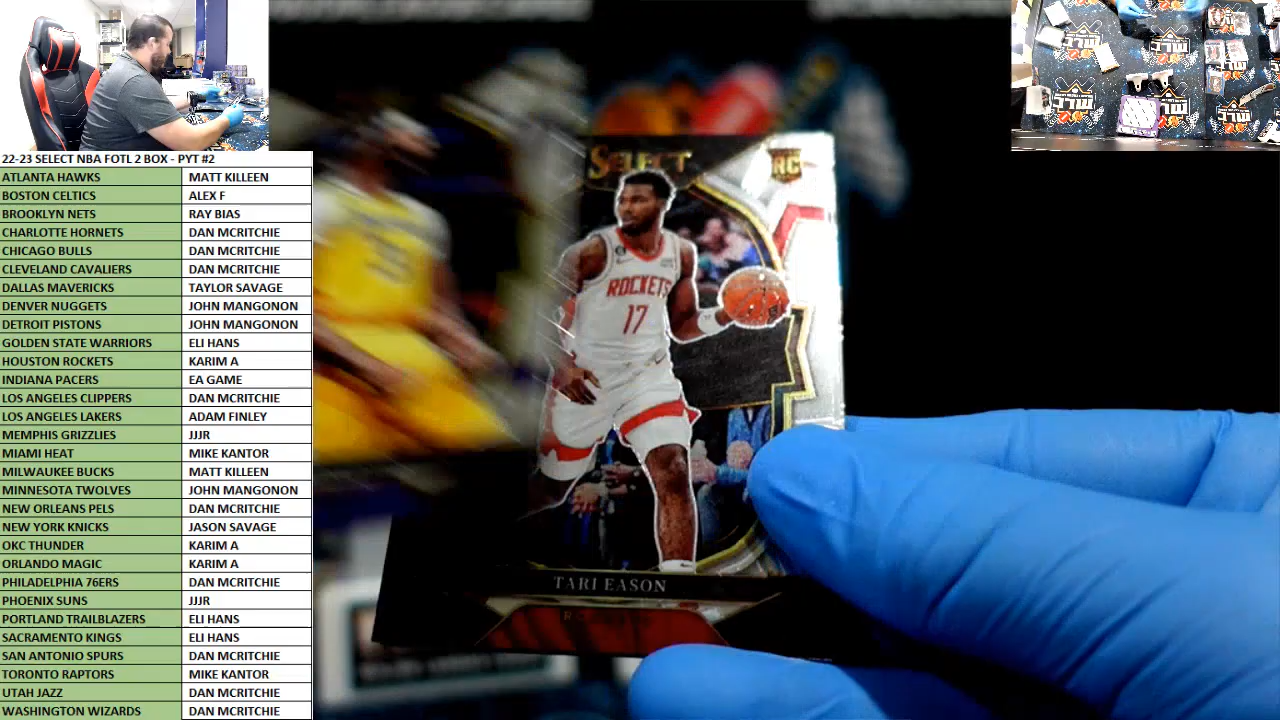 22-23 SELECT NBA FOTL 2 BOX - PYT #2
ATLANTA HAWKS MATT KILLEEN
BOSTON CELTICS ALEX F
BROOKLYN NETS RAY BIAS
CHARLOTTE HORNETS DAN MCRITCHIE
CHICAGO BULLS DAN MCRITCHIE
CLEVELAND CAVALIERS DAN MCRITCHIE
DALLAS MAVERICKS TAYLOR SAVAGE
DENVER NUGGETS JOHN MANGONON
DETROIT PISTONS JOHN MANGONON
GOLDEN STATE WARRIORS ELI HANS
HOUSTON ROCKETS KARIM A
INDIANA PACERS EA GAME
LOS ANGELES CLIPPERS DAN MCRITCHIE
LOS ANGELES LAKERS ADAM FINLEY
MEMPHIS GRIZZLIES JJJR
MIAMI HEAT MIKE KANTOR
MILWAUKEE BUCKS MATT KILLEEN
MINNESOTA TWOLVES JOHN MANGONON
NEW ORLEANS PELS DAN MCRITCHIE
NEW YORK KNICKS JASON SAVAGE
OKC THUNDER KARIM A
ORLANDO MAGIC KARIM A
PHILADELPHIA 76ERS DAN MCRITCHIE
PHOENIX SUNS JJJR
PORTLAND TRAILBLAZERS ELI HANS
SACRAMENTO KINGS ELI HANS
SAN ANTONIO SPURS DAN MCRITCHIE
TORONTO RAPTORS MIKE KANTOR
UTAH JAZZ DAN MCRITCHIE
WASHINGTON WIZARDS DAN MCRITCHIE
SELECT
RC
ROCKETS
17
TARI EASON